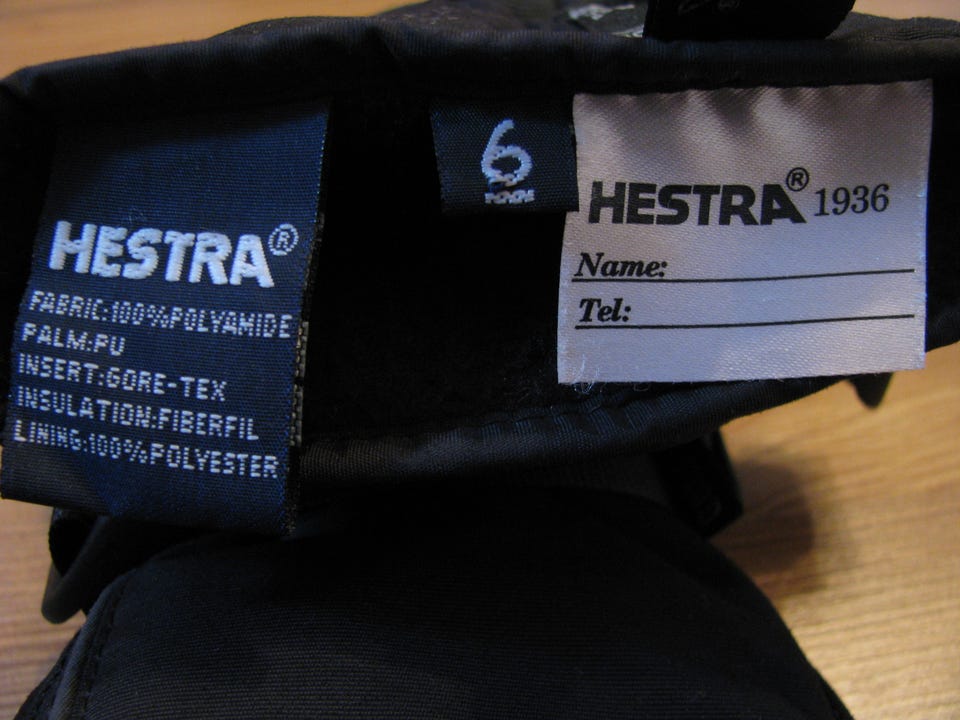 HESTRA®
FABRIC:100%POLYAMIDE
PALM:PU
INSERT:GORE-TEX
INSULATION:FIBERFIL
LINING:100%POLYESTER
6
HESTRA® 1936
Name:
Tel: